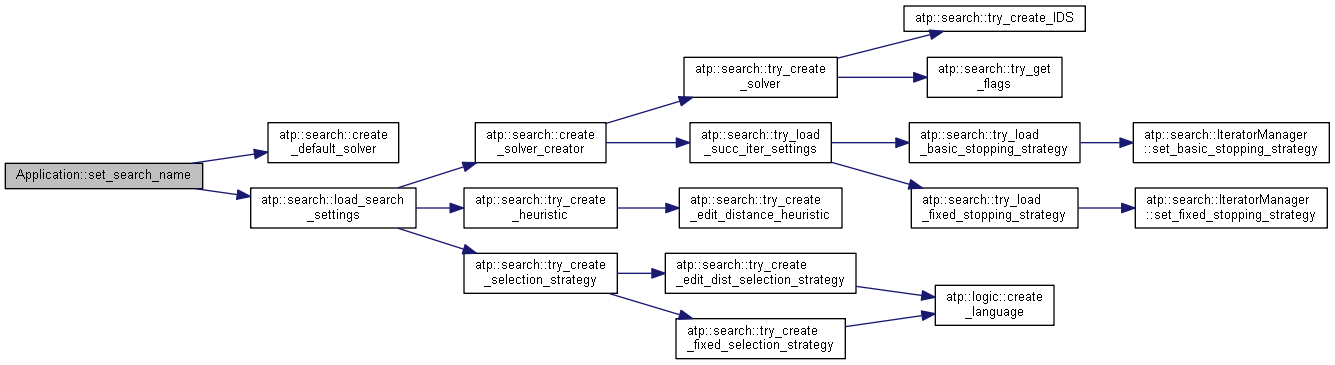 Application::set_search_name
atp::search::create
_default_solver
atp::search::load_search
_settings
atp::search::create
_solver_creator
atp::search::try_create
_heuristic
atp::search::try_create
_selection_strategy
atp::search::try_create
_solver
atp::search::try_load
_succ_iter_settings
atp::search::try_create
_edit_distance_heuristic
atp::search::try_create
_edit_dist_selection_strategy
atp::search::try_create
_fixed_selection_strategy
atp::search::try_create_IDS
atp::search::try_get
_flags
atp::search::try_load
_basic_stopping_strategy
atp::search::try_load
_fixed_stopping_strategy
atp::logic::create
_language
atp::search::IteratorManager
::set_basic_stopping_strategy
atp::search::IteratorManager
::set_fixed_stopping_strategy